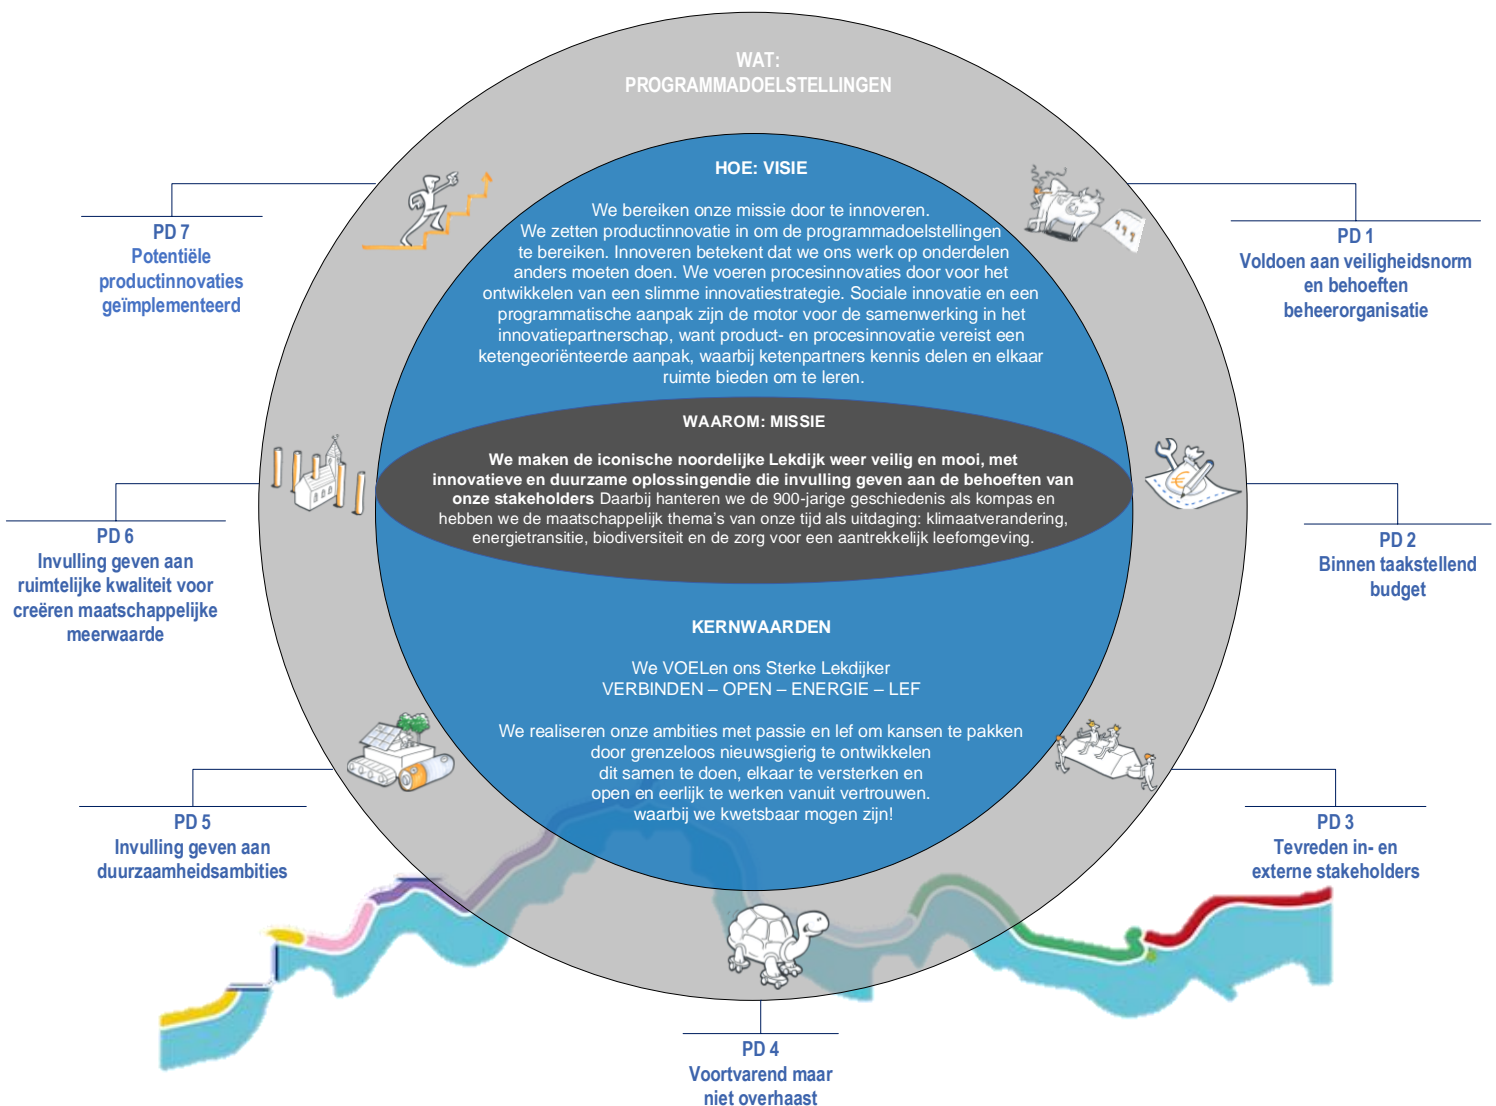 WAT:
PROGRAMMADOELSTELLINGEN
HOE: VISIE
We bereiken onze missie door te innoveren.
We zetten productinnovatie in om de programmadoelstellingen
te bereiken. Innoveren betekent dat we ons werk op onderdelen
anders moeten doen. We voeren procesinnovaties door voor het
ontwikkelen van een slimme innovatiestrategie. Sociale innovatie en een
programmatische aanpak zijn de motor voor de samenwerking in het
innovatiepartnerschap, want product- en procesinnovatie vereist een
ketengeoriënteerde aanpak, waarbij ketenpartners kennis delen en elkaar
ruimte bieden om te leren.
WAAROM: MISSIE
We maken de iconische noordelijke Lekdijk weer veilig en mooi, met
innovatieve en duurzame oplossingendie die invulling geven aan de behoeften van
onze stakeholders Daarbij hanteren we de 900-jarige geschiedenis als kompas en
hebben we de maatschappelijk thema's van onze tijd als uitdaging: klimaatverandering,
energietransitie, biodiversiteit en de zorg voor een aantrekkelijk leefomgeving.
KERNWAARDEN
We VOELen ons Sterke Lekdijker
VERBINDEN – OPEN – ENERGIE – LEF
We realiseren onze ambities met passie en lef om kansen te pakken
door grenzeloos nieuwsgierig te ontwikkelen
dit samen te doen, elkaar te versterken en
open en eerlijk te werken vanuit vertrouwen.
waarbij we kwetsbaar mogen zijn!
PD 1
Voldoen aan veiligheidsnorm
en behoeften
beheerorganisatie
PD 2
Binnen taakstellend
budget
€
PD 3
Tevreden in- en
externe stakeholders
PD 4
Voortvarend maar
niet overhaast
PD 5
Invulling geven aan
duurzaamheidsambities
PD 6
Invulling geven aan
ruimtelijke kwaliteit voor
creëren maatschappelijke
meerwaarde
PD 7
Potentiële
productinnovaties
geïmplementeerd